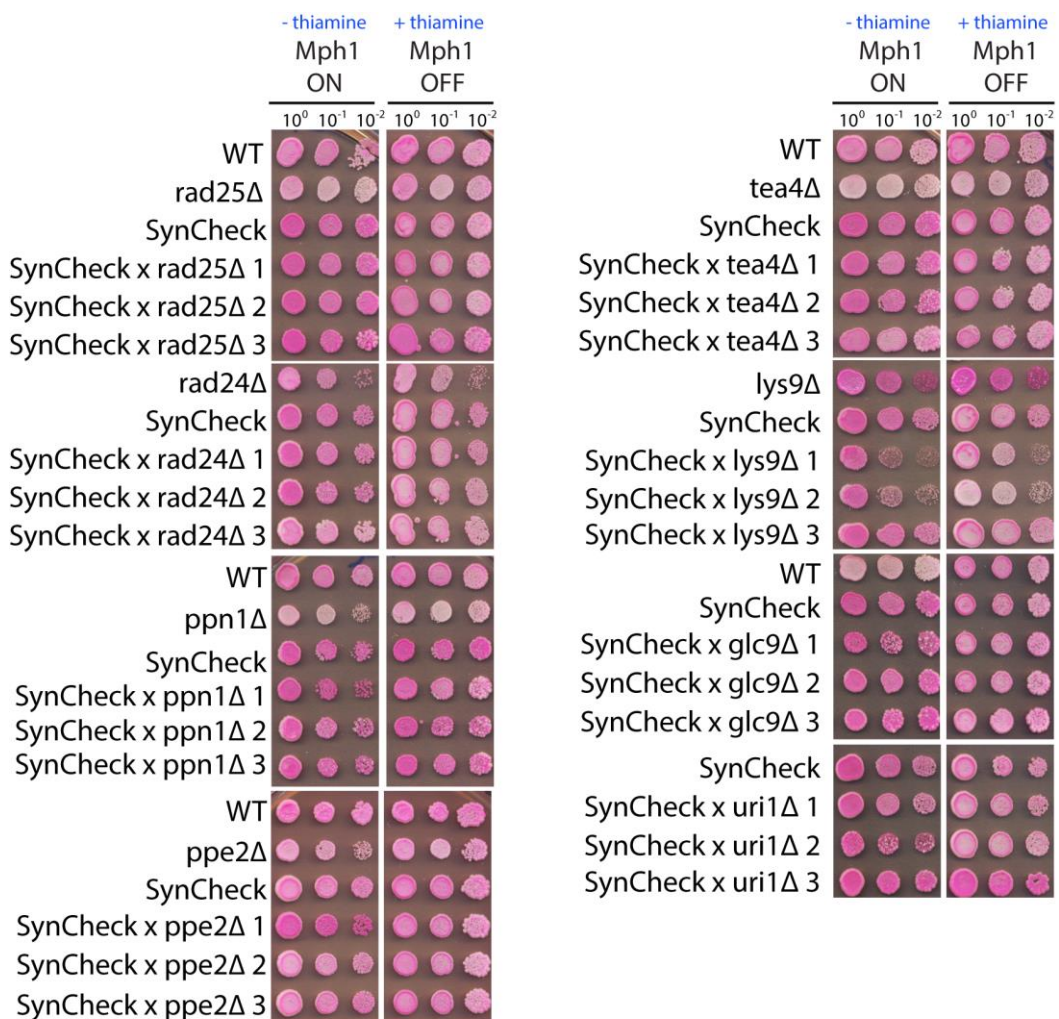 - thiamine + thiamine
Mph1 Mph1
ON OFF
10⁰ 10⁻¹ 10⁻² 10⁰ 10⁻¹ 10⁻²
WT
rad25Δ
SynCheck
SynCheck x rad25Δ 1
SynCheck x rad25Δ 2
SynCheck x rad25Δ 3
rad24Δ
SynCheck
SynCheck x rad24Δ 1
SynCheck x rad24Δ 2
SynCheck x rad24Δ 3
WT
ppn1Δ
SynCheck
SynCheck x ppn1Δ 1
SynCheck x ppn1Δ 2
SynCheck x ppn1Δ 3
WT
ppe2Δ
SynCheck
SynCheck x ppe2Δ 1
SynCheck x ppe2Δ 2
SynCheck x ppe2Δ 3
- thiamine + thiamine
Mph1 Mph1
ON OFF
10⁰ 10⁻¹ 10⁻² 10⁰ 10⁻¹ 10⁻²
WT
tea4Δ
SynCheck
SynCheck x tea4Δ 1
SynCheck x tea4Δ 2
SynCheck x tea4Δ 3
lys9Δ
SynCheck
SynCheck x lys9Δ 1
SynCheck x lys9Δ 2
SynCheck x lys9Δ 3
WT
SynCheck
SynCheck x glc9Δ 1
SynCheck x glc9Δ 2
SynCheck x glc9Δ 3
SynCheck
SynCheck x uri1Δ 1
SynCheck x uri1Δ 2
SynCheck x uri1Δ 3